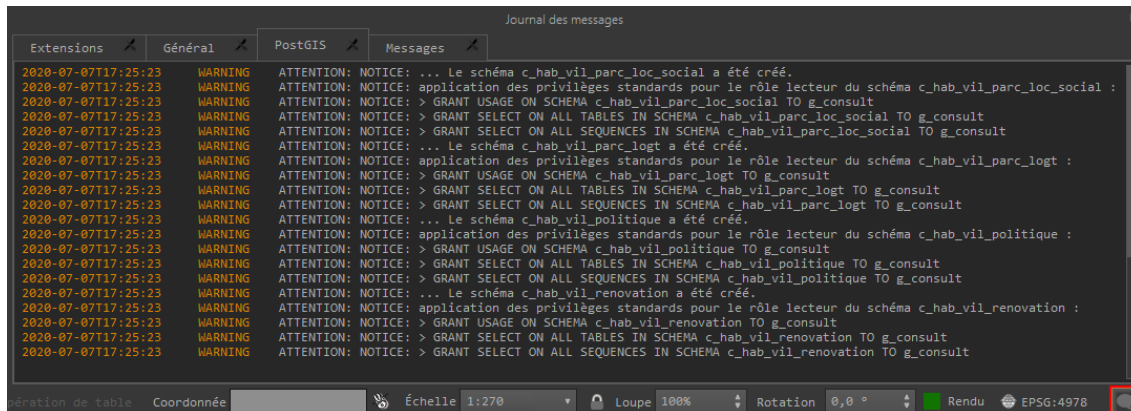 Journal des messages
Extensions Général PostGIS Messages
2020-07-07T17:25:23 WARNING ATTENTION: NOTICE: ... Le schéma c_hab_vil_parc_loc_social a été créé.
2020-07-07T17:25:23 WARNING ATTENTION: NOTICE: application des privilèges standards pour le rôle lecteur du schéma c_hab_vil_parc_loc_social :
2020-07-07T17:25:23 WARNING ATTENTION: NOTICE: > GRANT USAGE ON SCHEMA c_hab_vil_parc_loc_social TO g_consult
2020-07-07T17:25:23 WARNING ATTENTION: NOTICE: > GRANT SELECT ON ALL TABLES IN SCHEMA c_hab_vil_parc_loc_social TO g_consult
2020-07-07T17:25:23 WARNING ATTENTION: NOTICE: > GRANT SELECT ON ALL SEQUENCES IN SCHEMA c_hab_vil_parc_loc_social TO g_consult
2020-07-07T17:25:23 WARNING ATTENTION: NOTICE: ... Le schéma c_hab_vil_parc_logt a été créé.
2020-07-07T17:25:23 WARNING ATTENTION: NOTICE: application des privilèges standards pour le rôle lecteur du schéma c_hab_vil_parc_logt :
2020-07-07T17:25:23 WARNING ATTENTION: NOTICE: > GRANT USAGE ON SCHEMA c_hab_vil_parc_logt TO g_consult
2020-07-07T17:25:23 WARNING ATTENTION: NOTICE: > GRANT SELECT ON ALL TABLES IN SCHEMA c_hab_vil_parc_logt TO g_consult
2020-07-07T17:25:23 WARNING ATTENTION: NOTICE: > GRANT SELECT ON ALL SEQUENCES IN SCHEMA c_hab_vil_parc_logt TO g_consult
2020-07-07T17:25:23 WARNING ATTENTION: NOTICE: ... Le schéma c_hab_vil_politique a été créé.
2020-07-07T17:25:23 WARNING ATTENTION: NOTICE: application des privilèges standards pour le rôle lecteur du schéma c_hab_vil_politique :
2020-07-07T17:25:23 WARNING ATTENTION: NOTICE: > GRANT USAGE ON SCHEMA c_hab_vil_politique TO g_consult
2020-07-07T17:25:23 WARNING ATTENTION: NOTICE: > GRANT SELECT ON ALL TABLES IN SCHEMA c_hab_vil_politique TO g_consult
2020-07-07T17:25:23 WARNING ATTENTION: NOTICE: > GRANT SELECT ON ALL SEQUENCES IN SCHEMA c_hab_vil_politique TO g_consult
2020-07-07T17:25:23 WARNING ATTENTION: NOTICE: ... Le schéma c_hab_vil_renovation a été créé.
2020-07-07T17:25:23 WARNING ATTENTION: NOTICE: application des privilèges standards pour le rôle lecteur du schéma c_hab_vil_renovation :
2020-07-07T17:25:23 WARNING ATTENTION: NOTICE: > GRANT USAGE ON SCHEMA c_hab_vil_renovation TO g_consult
2020-07-07T17:25:23 WARNING ATTENTION: NOTICE: > GRANT SELECT ON ALL TABLES IN SCHEMA c_hab_vil_renovation TO g_consult
2020-07-07T17:25:23 WARNING ATTENTION: NOTICE: > GRANT SELECT ON ALL SEQUENCES IN SCHEMA c_hab_vil_renovation TO g_consult
pération de table Coordonnée Échelle 1:270 Loupe 100% Rotation 0,0 ° Rendu EPSG:4978